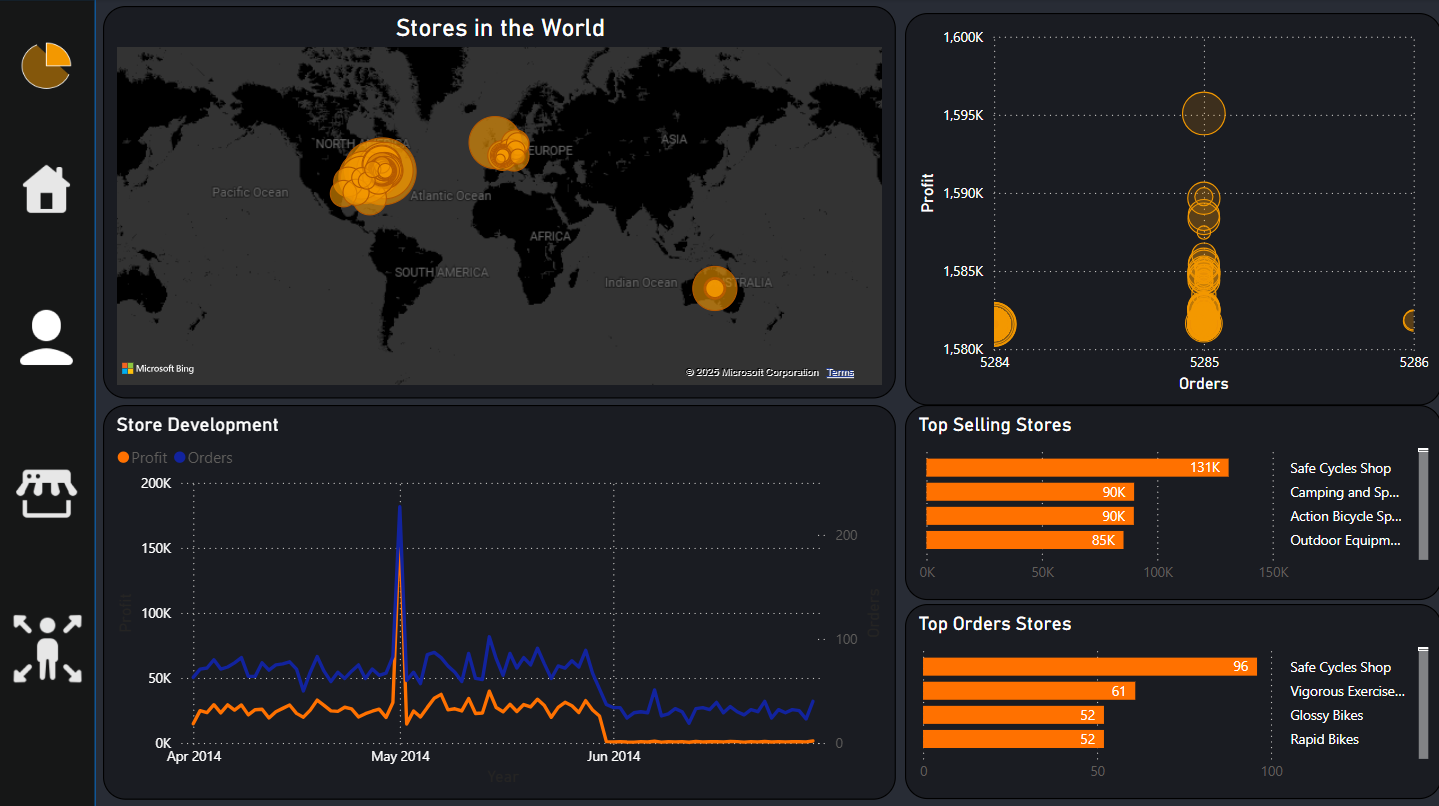 Stores in the World
NORTH AMERICA
EUROPE
ASIA
Pacific Ocean
Atlantic Ocean
AFRICA
SOUTH AMERICA
Indian Ocean
STRALIA
Microsoft Bing
© 2025 Microsoft Corporation Terms
1,600K
1,595K
1,590K
1,585K
1,580K
Profit
5284
5285
5286
Orders
Store Development
Profit
Orders
200K
150K
100K
50K
0K
Profit
200
100
0
Orders
Apr 2014
May 2014
Jun 2014
Year
Top Selling Stores
131K Safe Cycles Shop
90K Camping and Sp...
90K Action Bicycle Sp...
85K Outdoor Equipm...
0K 50K 100K 150K
Top Orders Stores
96 Safe Cycles Shop
61 Vigorous Exercise...
52 Glossy Bikes
52 Rapid Bikes
0 50 100